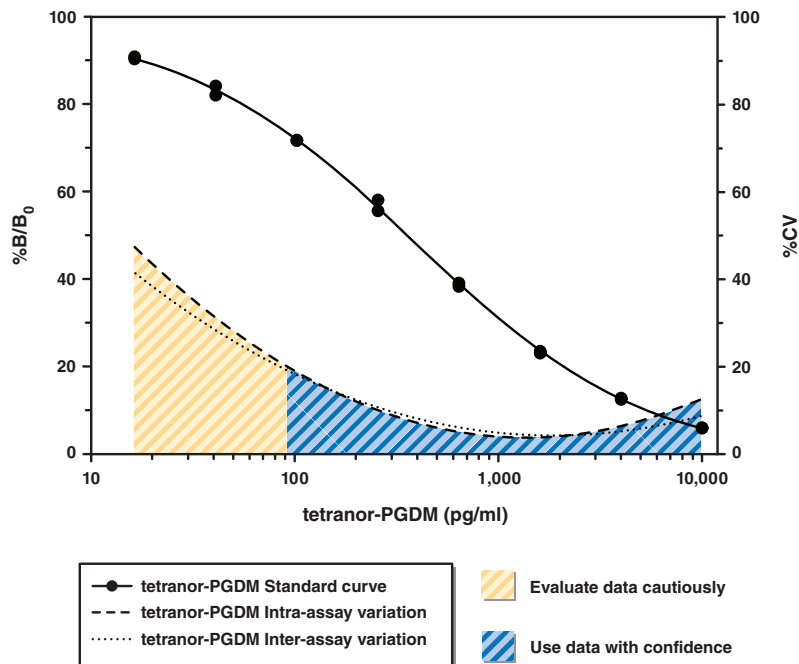 100
80
60
40
20
0
%B/B0
100
80
60
40
20
0
%CV
10
100
1,000
10,000
tetranor-PGDM (pg/ml)
tetranor-PGDM Standard curve
tetranor-PGDM Intra-assay variation
tetranor-PGDM Inter-assay variation
Evaluate data cautiously
Use data with confidence